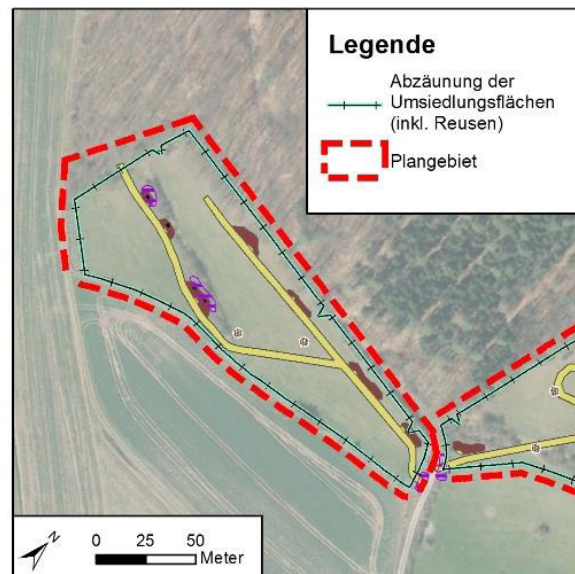 Legende
Abzäunung der
Umsiedlungsflächen
(inkl. Reusen)
Plangebiet
N
0 25 50
Meter